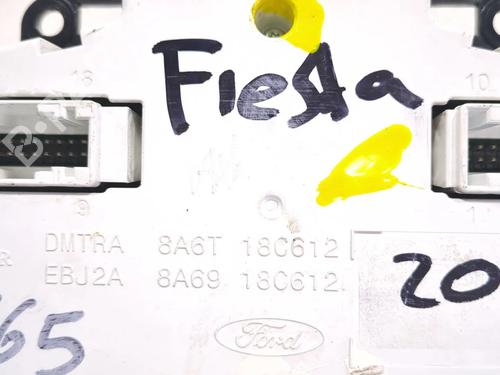 Fiesta
16
10
9
1
DMTRA 8A6T 18C612
EBJ2A 8A69 18C612
R
20
65
Ford